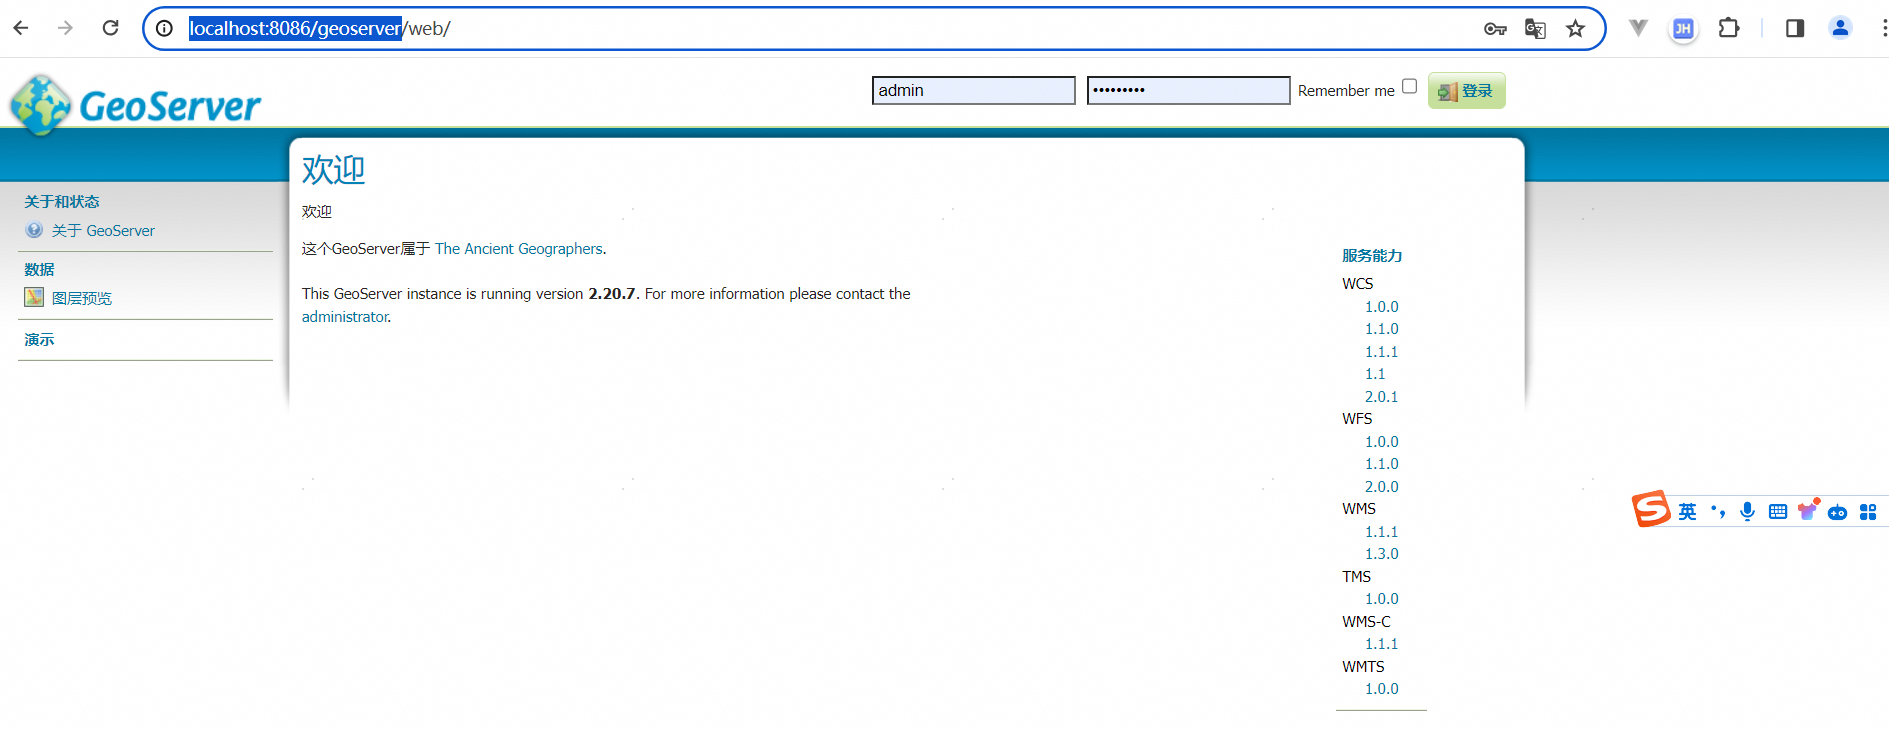 localhost:8086/geoserver/web/
JH
GeoServer
admin
•••••••••
Remember me
登录
关于和状态
关于 GeoServer
数据
图层预览
演示
欢迎
欢迎
这个GeoServer属于 The Ancient Geographers.
This GeoServer instance is running version 2.20.7. For more information please contact the
administrator.
服务能力
WCS
1.0.0
1.1.0
1.1.1
1.1
2.0.1
WFS
1.0.0
1.1.0
2.0.0
WMS
1.1.1
1.3.0
TMS
1.0.0
WMS-C
1.1.1
WMTS
1.0.0
S 英